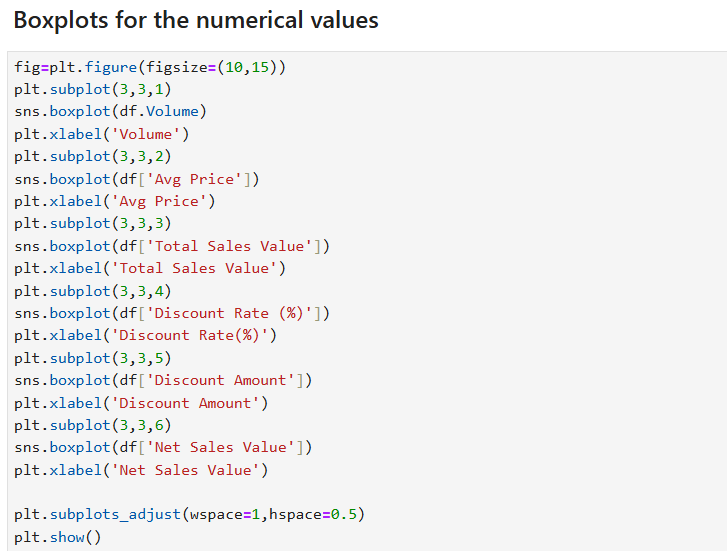 Boxplots for the numerical values
fig=plt.figure(figsize=(10,15))
plt.subplot(3,3,1)
sns.boxplot(df.Volume)
plt.xlabel('Volume')
plt.subplot(3,3,2)
sns.boxplot(df['Avg Price'])
plt.xlabel('Avg Price')
plt.subplot(3,3,3)
sns.boxplot(df['Total Sales Value'])
plt.xlabel('Total Sales Value')
plt.subplot(3,3,4)
sns.boxplot(df['Discount Rate (%)'])
plt.xlabel('Discount Rate(%)')
plt.subplot(3,3,5)
sns.boxplot(df['Discount Amount'])
plt.xlabel('Discount Amount')
plt.subplot(3,3,6)
sns.boxplot(df['Net Sales Value'])
plt.xlabel('Net Sales Value')
plt.subplots_adjust(wspace=1,hspace=0.5)
plt.show()